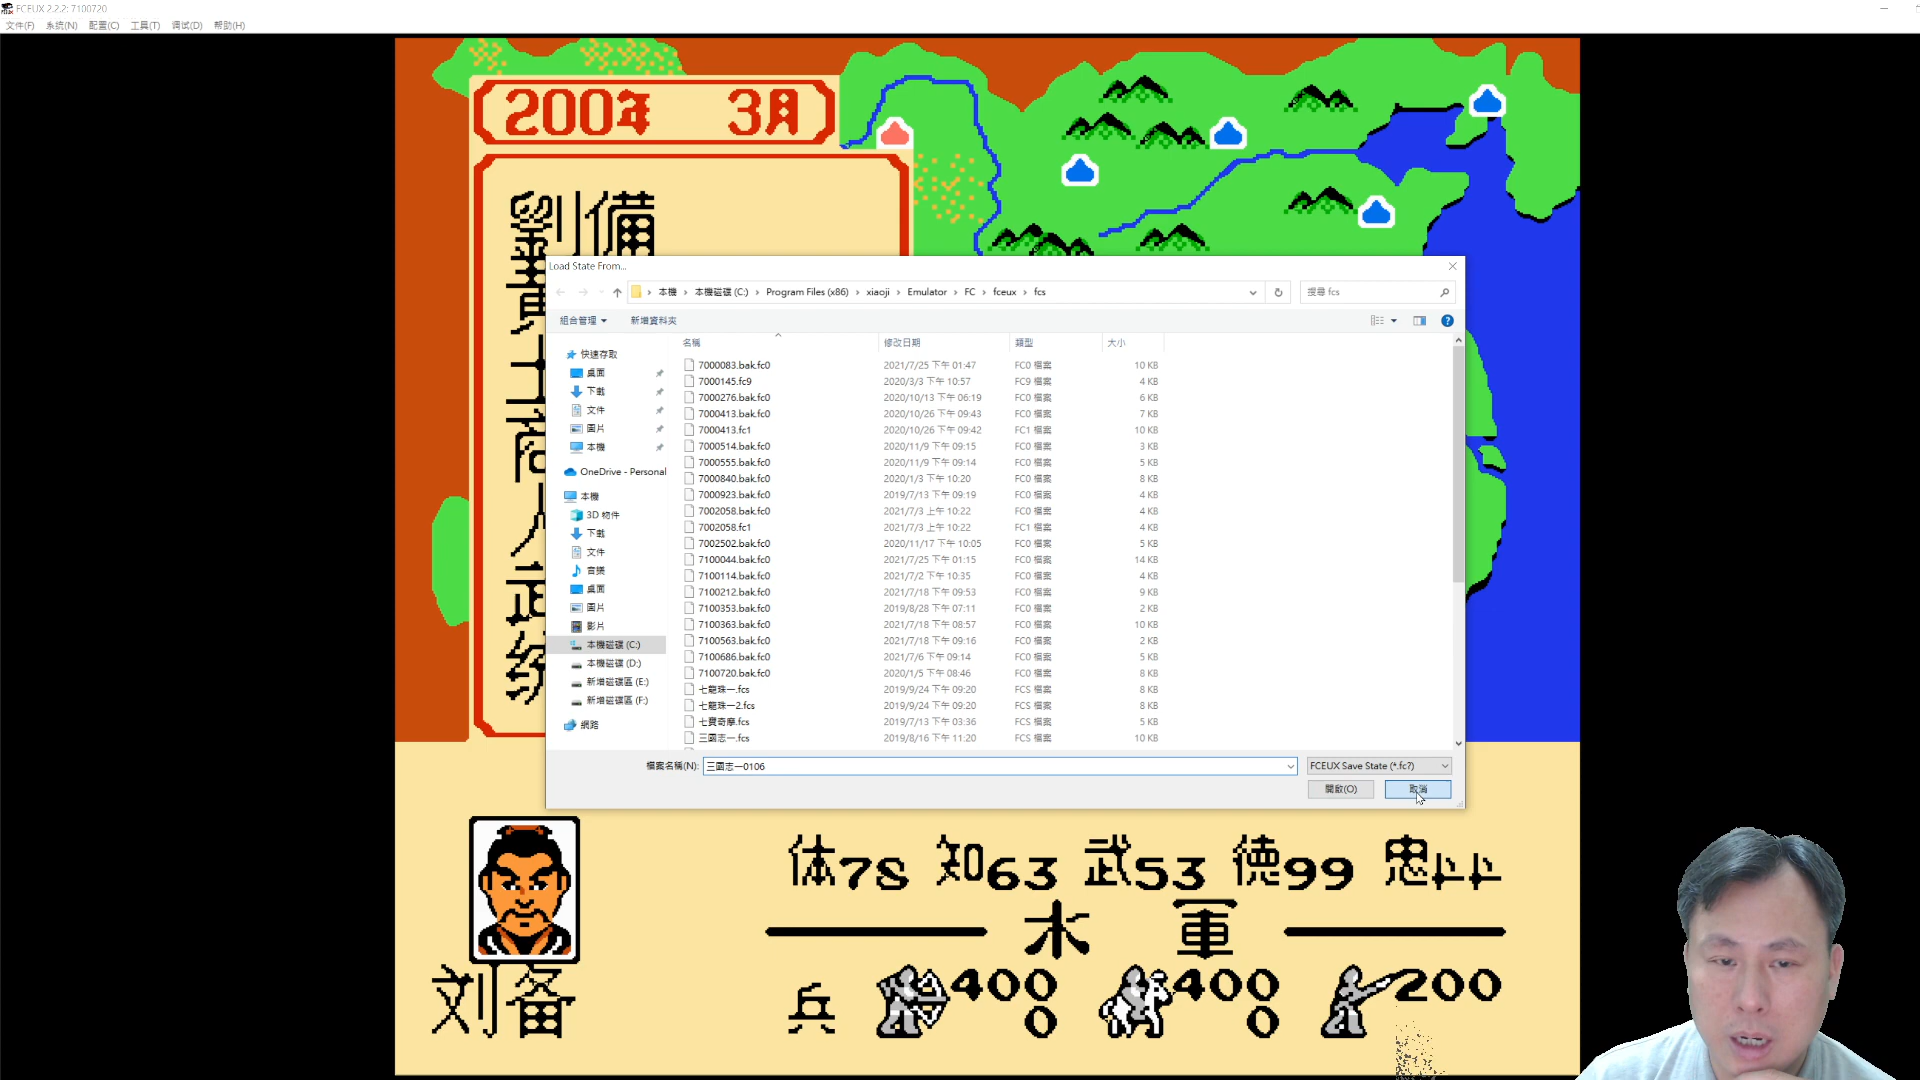 FCEUX 2.2.2: 7100720
文件(F) 系统(N) 配置(C) 工具(T) 调试(D) 帮助(H)
200年 3月
劉備
Load State From...
本機 › 本機磁碟 (C:) › Program Files (x86) › xiaoji › Emulator › FC › fceux › fcs
搜尋 fcs
組合管理 新增資料夾
名稱 修改日期 類型 大小
快速存取
桌面
下載
文件
圖片
本機
OneDrive - Personal
本機
3D 物件
下載
文件
音樂
桌面
圖片
影片
本機磁碟 (C:)
本機磁碟 (D:)
新增磁碟區 (E:)
新增磁碟區 (F:)
網路
7000083.bak.fc0 2021/7/25 下午 01:47 FC0 檔案 10 KB
7000145.fc9 2020/3/3 下午 10:57 FC9 檔案 4 KB
7000276.bak.fc0 2020/10/13 下午 06:19 FC0 檔案 6 KB
7000413.bak.fc0 2020/10/26 下午 09:43 FC0 檔案 7 KB
7000413.fc1 2020/10/26 下午 09:42 FC1 檔案 10 KB
7000514.bak.fc0 2020/11/9 下午 09:15 FC0 檔案 3 KB
7000555.bak.fc0 2020/11/9 下午 09:14 FC0 檔案 5 KB
7000840.bak.fc0 2020/1/3 下午 10:20 FC0 檔案 8 KB
7000923.bak.fc0 2019/7/13 下午 09:19 FC0 檔案 4 KB
7002058.bak.fc0 2021/7/3 上午 10:22 FC0 檔案 4 KB
7002058.fc1 2021/7/3 上午 10:22 FC1 檔案 4 KB
7002502.bak.fc0 2020/11/17 下午 10:05 FC0 檔案 5 KB
7100044.bak.fc0 2021/7/25 下午 01:15 FC0 檔案 14 KB
7100114.bak.fc0 2021/7/2 下午 10:35 FC0 檔案 4 KB
7100212.bak.fc0 2021/7/18 下午 09:53 FC0 檔案 9 KB
7100353.bak.fc0 2019/8/28 下午 07:11 FC0 檔案 2 KB
7100363.bak.fc0 2021/7/18 下午 08:57 FC0 檔案 10 KB
7100563.bak.fc0 2021/7/18 下午 09:16 FC0 檔案 2 KB
7100686.bak.fc0 2021/7/6 下午 09:14 FC0 檔案 5 KB
7100720.bak.fc0 2020/1/5 下午 08:46 FC0 檔案 8 KB
七龍珠一.fcs 2019/9/24 下午 09:20 FCS 檔案 8 KB
七龍珠一2.fcs 2019/9/24 下午 09:20 FCS 檔案 8 KB
七寶奇摩.fcs 2019/7/13 下午 03:36 FCS 檔案 5 KB
三國志一.fcs 2019/8/16 下午 11:20 FCS 檔案 10 KB
檔案名稱(N): 三國志一0106 FCEUX Save State (*.fc?)
開啟(O) 取消
体78 知63 武53 德99 忠
水 軍
刘备
兵 400 400 200
0 0